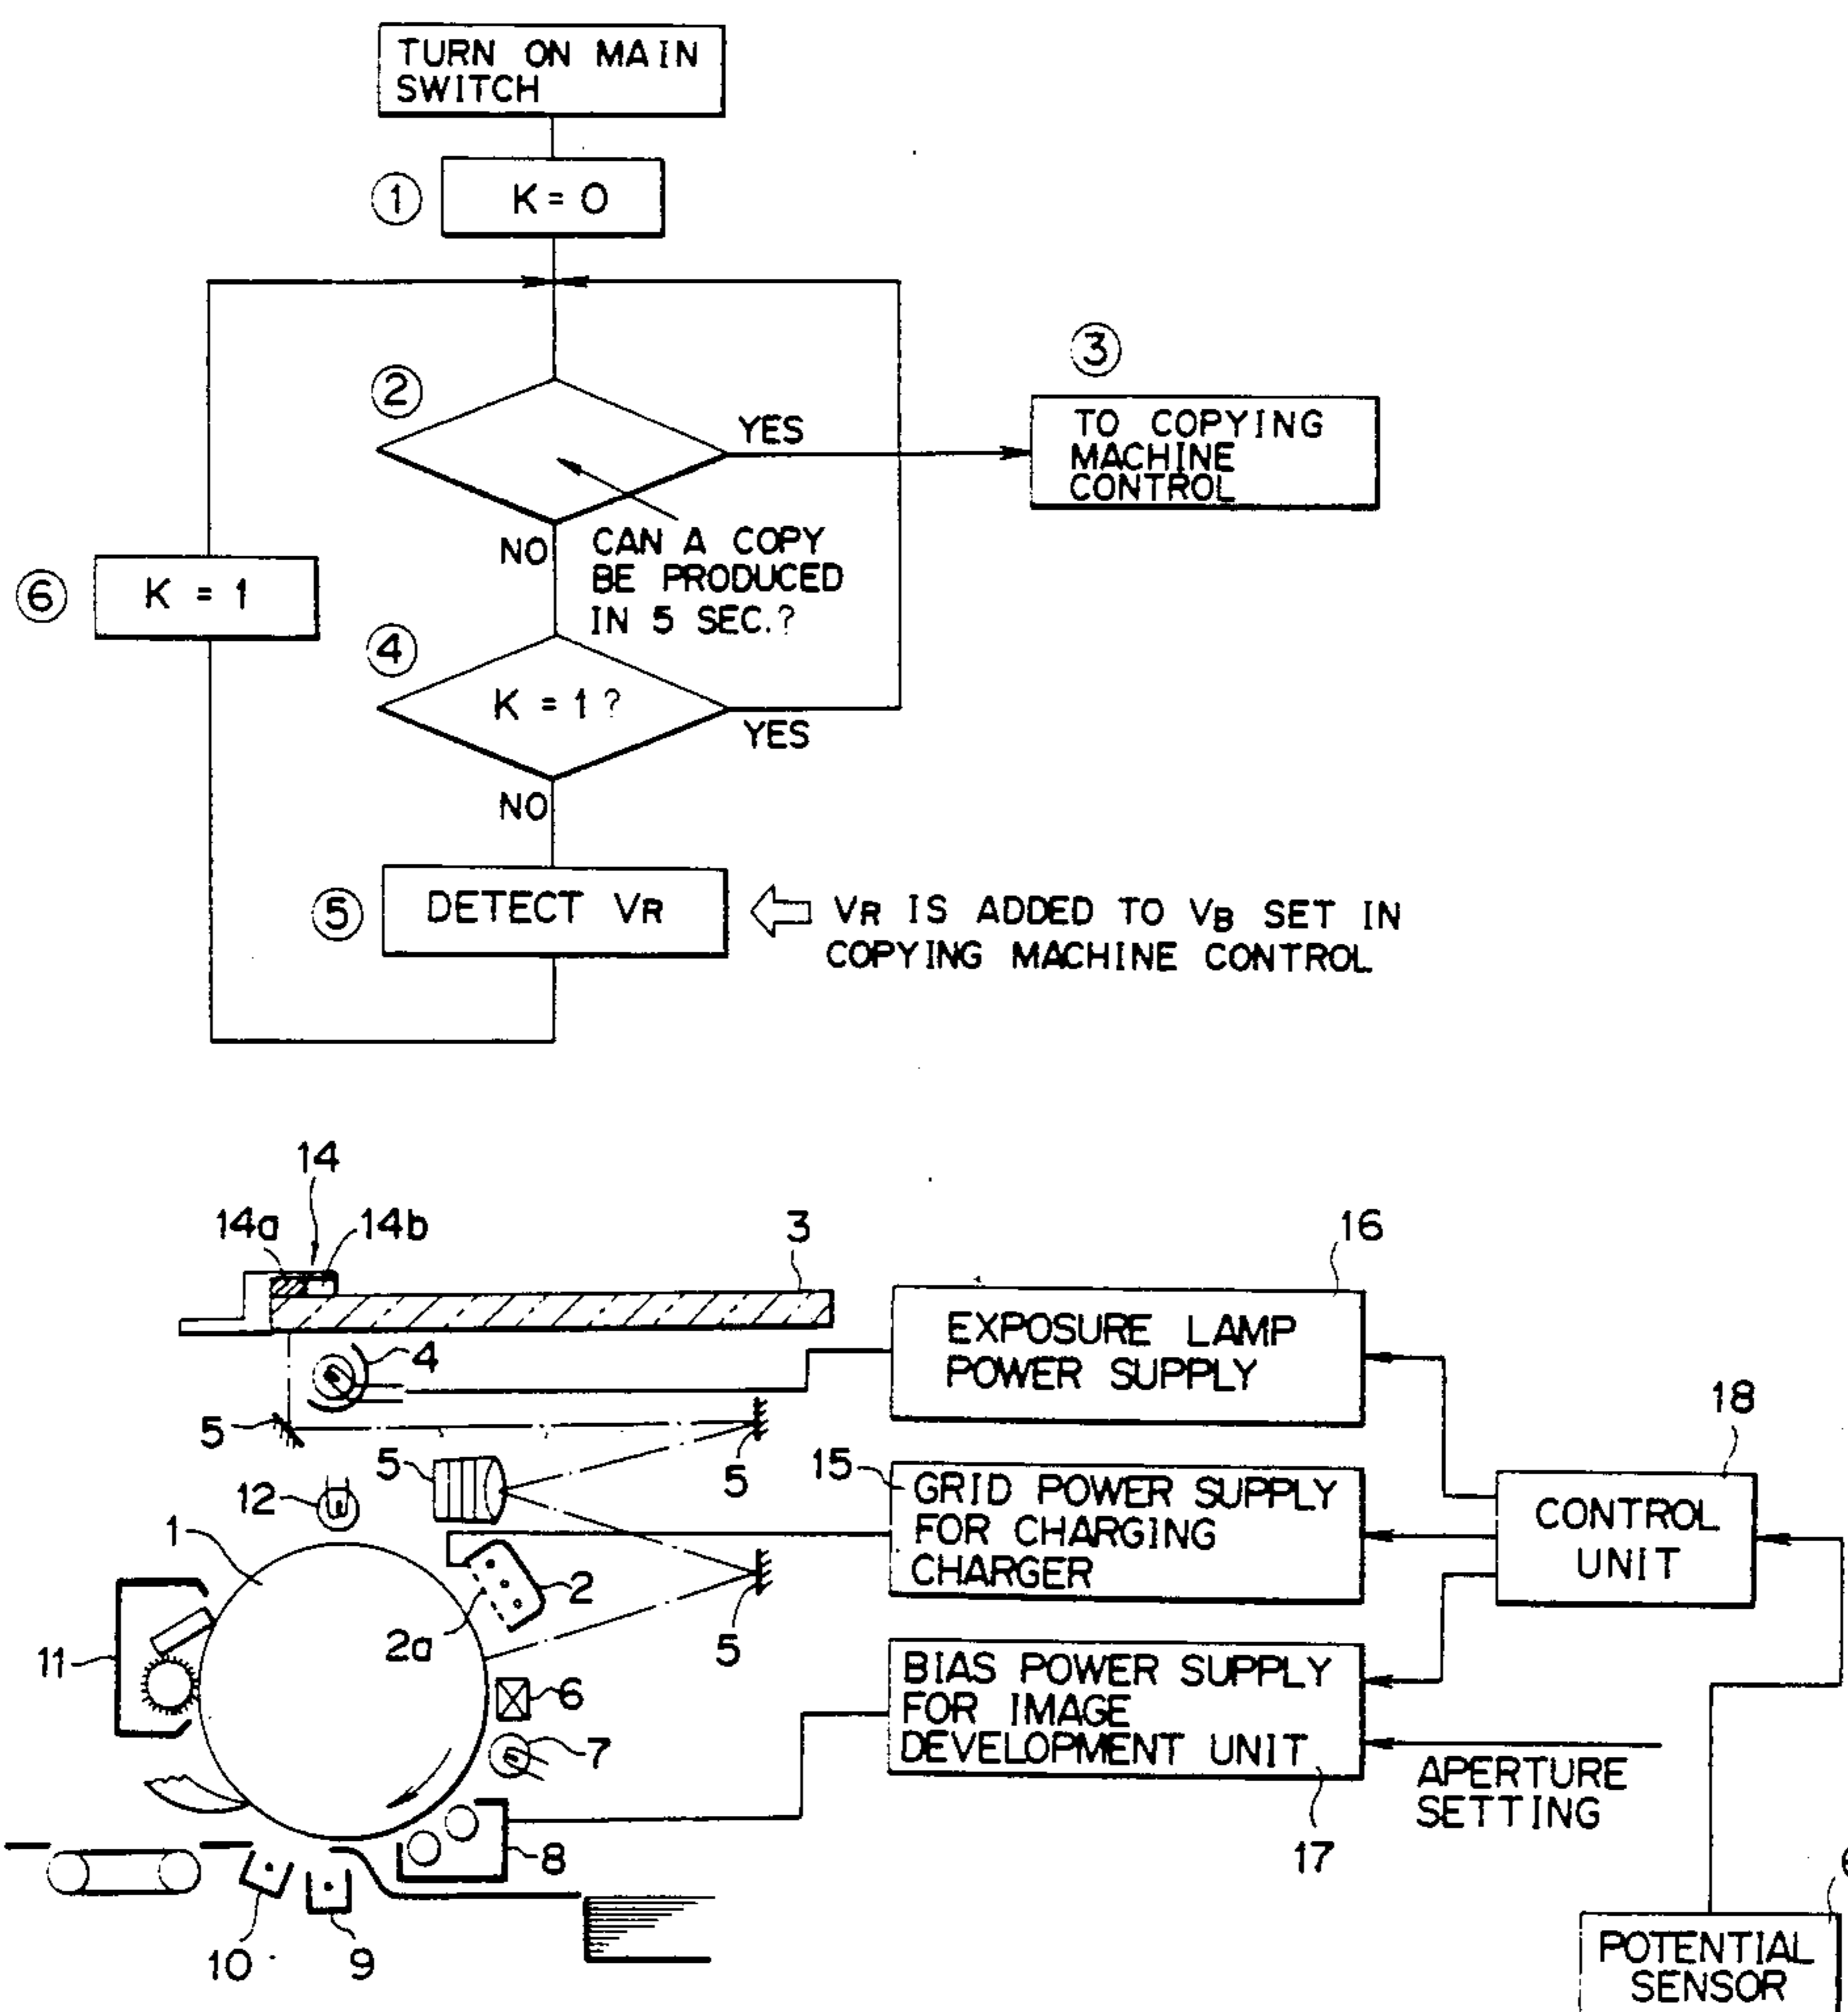 TURN ON MAIN
SWITCH
1
K = 0
2
YES
3
TO COPYING
MACHINE
CONTROL
NO
CAN A COPY
BE PRODUCED
IN 5 SEC.?
6
K = 1
4
K = 1 ?
YES
NO
5
DETECT VR
VR IS ADDED TO VB SET IN
COPYING MACHINE CONTROL
14
14a
14b
3
16
EXPOSURE LAMP
POWER SUPPLY
4
5
5
5
18
15
GRID POWER SUPPLY
FOR CHARGING
CHARGER
CONTROL
UNIT
12
1
2
2a
5
11
6
BIAS POWER SUPPLY
FOR IMAGE
DEVELOPMENT UNIT
7
APERTURE
SETTING
8
17
10
9
POTENTIAL
SENSOR